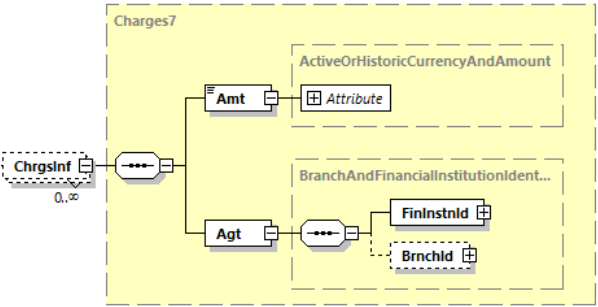 Charges7
ActiveOrHistoricCurrencyAndAmount
Amt
Attribute
ChrgsInf
0..∞
BranchAndFinancialInstitutionIdent...
Agt
FinInstnId
BrnchId